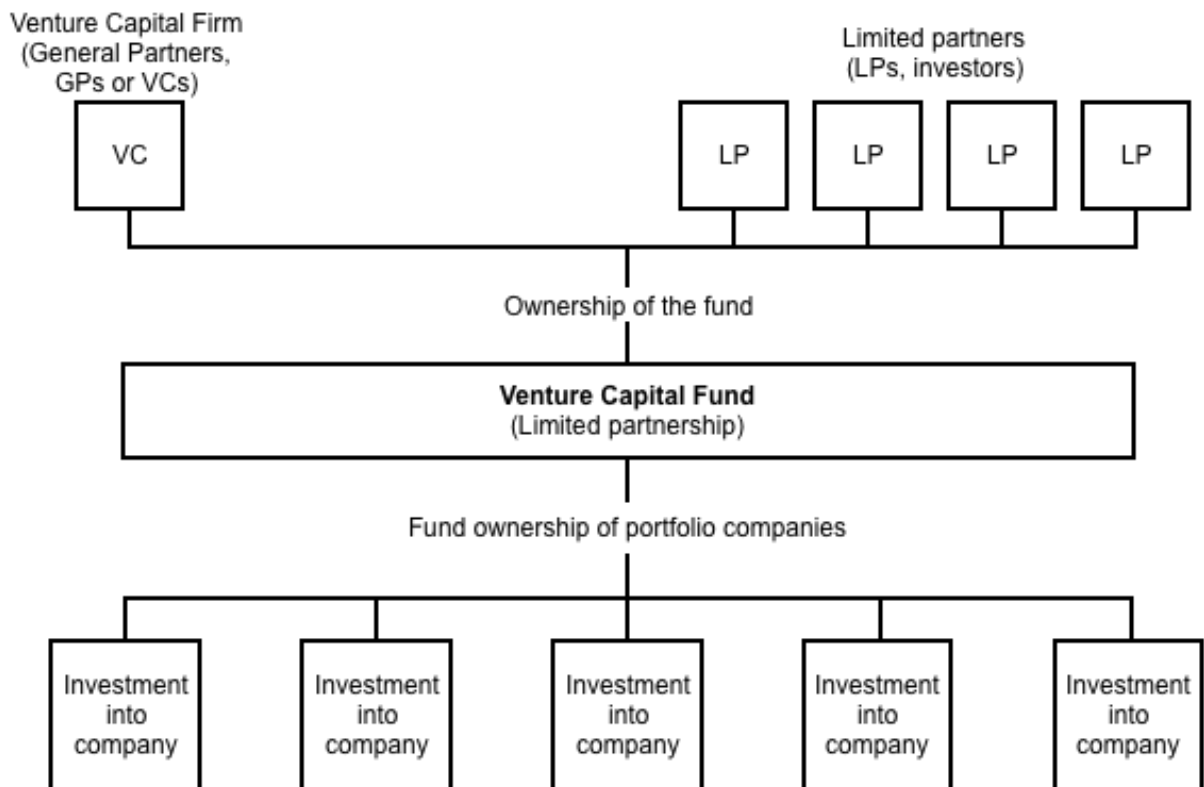 Venture Capital Firm
(General Partners,
GPs or VCs)
Limited partners
(LPs, investors)
VC
LP
LP
LP
LP
Ownership of the fund
Venture Capital Fund
(Limited partnership)
Fund ownership of portfolio companies
Investment
into
company
Investment
into
company
Investment
into
company
Investment
into
company
Investment
into
company